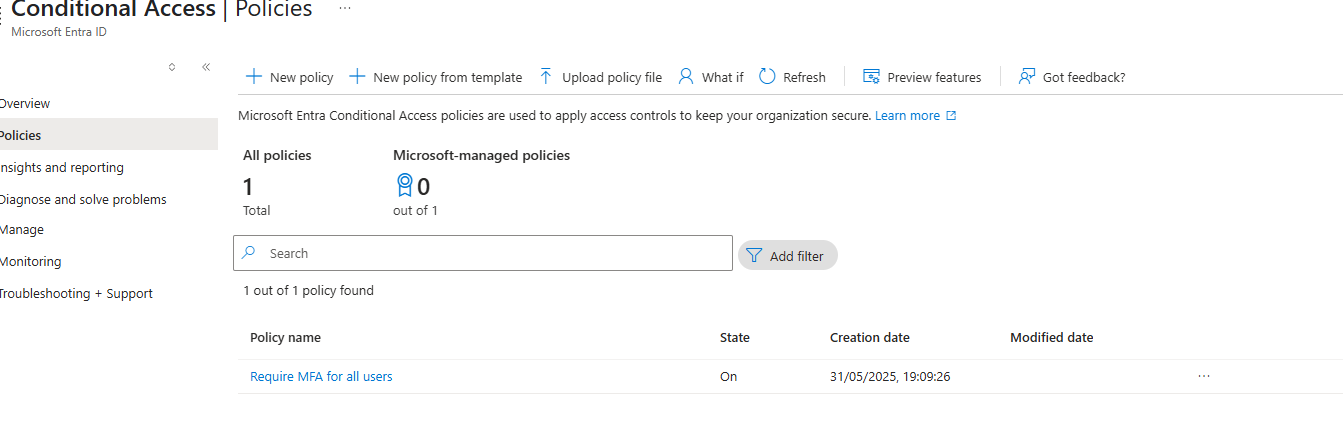 Conditional Access | Policies ...
Microsoft Entra ID
New policy New policy from template Upload policy file What if Refresh Preview features Got feedback?
Overview
Policies
Insights and reporting
Diagnose and solve problems
Manage
Monitoring
Troubleshooting + Support
Microsoft Entra Conditional Access policies are used to apply access controls to keep your organization secure. Learn more
All policies Microsoft-managed policies
1 0
Total out of 1
Search Add filter
1 out of 1 policy found
Policy name State Creation date Modified date
Require MFA for all users On 31/05/2025, 19:09:26 ...